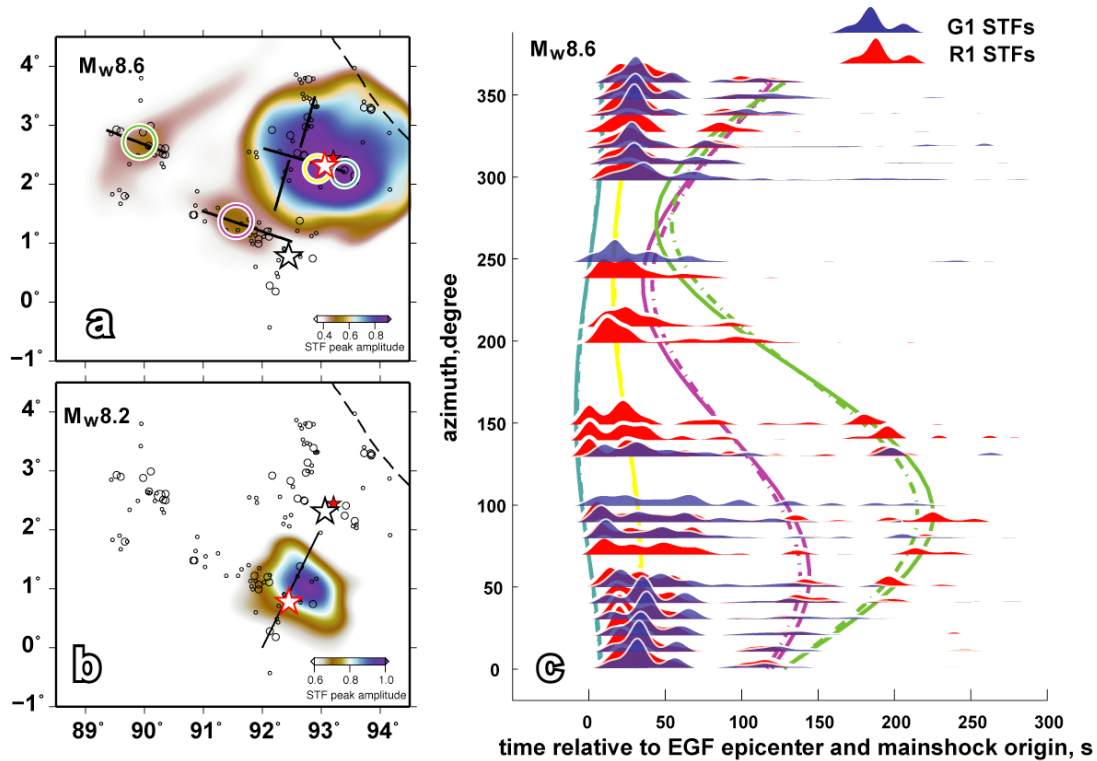 Mw8.6
4°
3°
2°
1°
0°
−1°
a
0.4 0.6 0.8
STF peak amplitude
Mw8.2
4°
3°
2°
1°
0°
−1°
b
0.6 0.8 1.0
STF peak amplitude
89° 90° 91° 92° 93° 94°
Mw8.6
G1 STFs
R1 STFs
azimuth,degree
350
300
250
200
150
100
50
0
c
0 50 100 150 200 250 300
time relative to EGF epicenter and mainshock origin, s